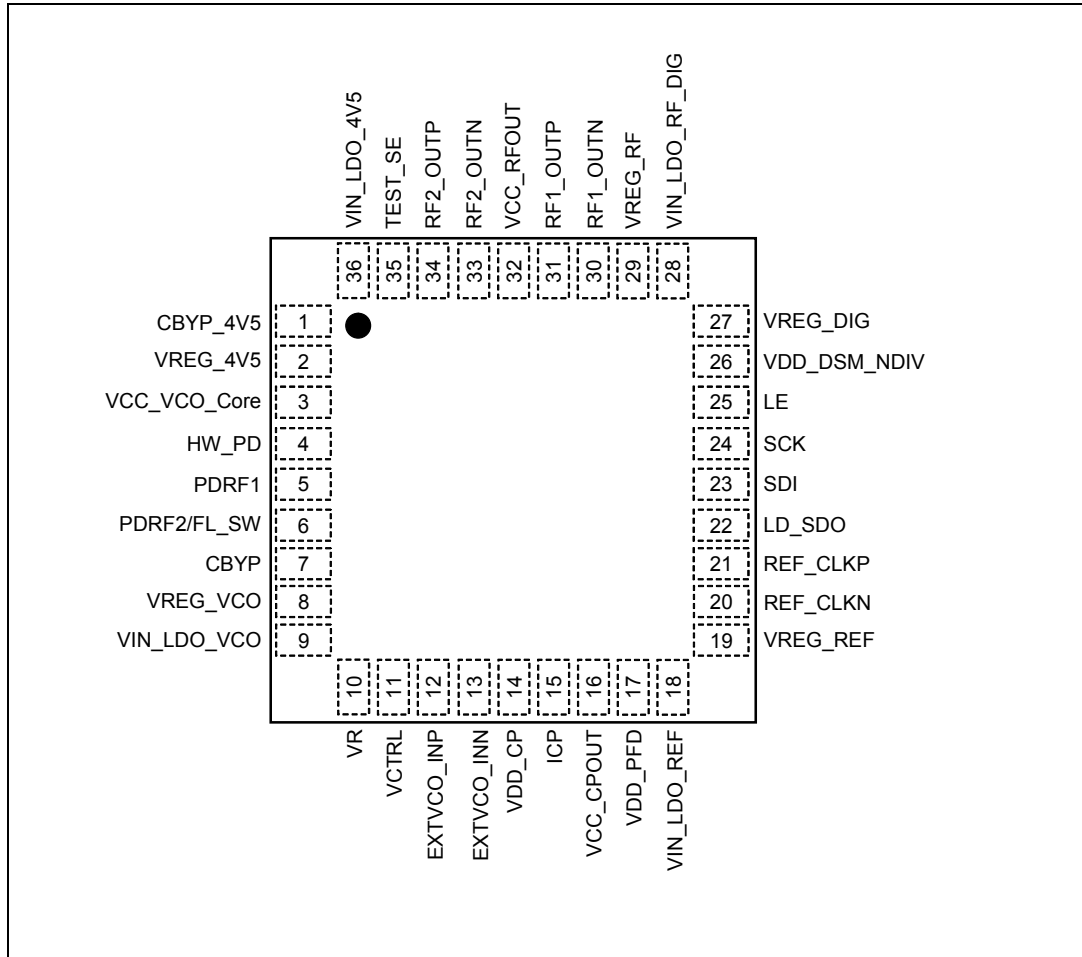 VIN_LDO_4V5
TEST_SE
RF2_OUTP
RF2_OUTN
VCC_RFOUT
RF1_OUTP
RF1_OUTN
VREG_RF
VIN_LDO_RF_DIG
36
35
34
33
32
31
30
29
28
CBYP_4V5 1
VREG_4V5 2
VCC_VCO_Core 3
HW_PD 4
PDRF1 5
PDRF2/FL_SW 6
CBYP 7
VREG_VCO 8
VIN_LDO_VCO 9
27 VREG_DIG
26 VDD_DSM_NDIV
25 LE
24 SCK
23 SDI
22 LD_SDO
21 REF_CLKP
20 REF_CLKN
19 VREG_REF
10
11
12
13
14
15
16
17
18
VR
VCTRL
EXTVCO_INP
EXTVCO_INN
VDD_CP
ICP
VCC_CPOUT
VDD_PFD
VIN_LDO_REF